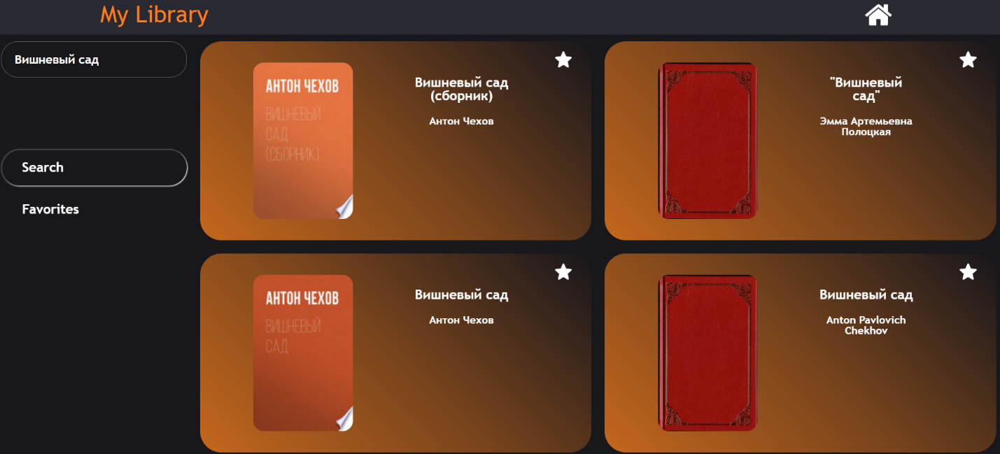 My Library
Вишневый сад
Search
Favorites
АНТОН ЧЕХОВ
ВИШНЕВЫЙ
САД
(СБОРНИК)
Вишневый сад
(сборник)
Антон Чехов
"Вишневый
сад"
Эмма Артемьевна
Полоцкая
АНТОН ЧЕХОВ
ВИШНЕВЫЙ
САД
Вишневый сад
Антон Чехов
Вишневый сад
Anton Pavlovich
Chekhov